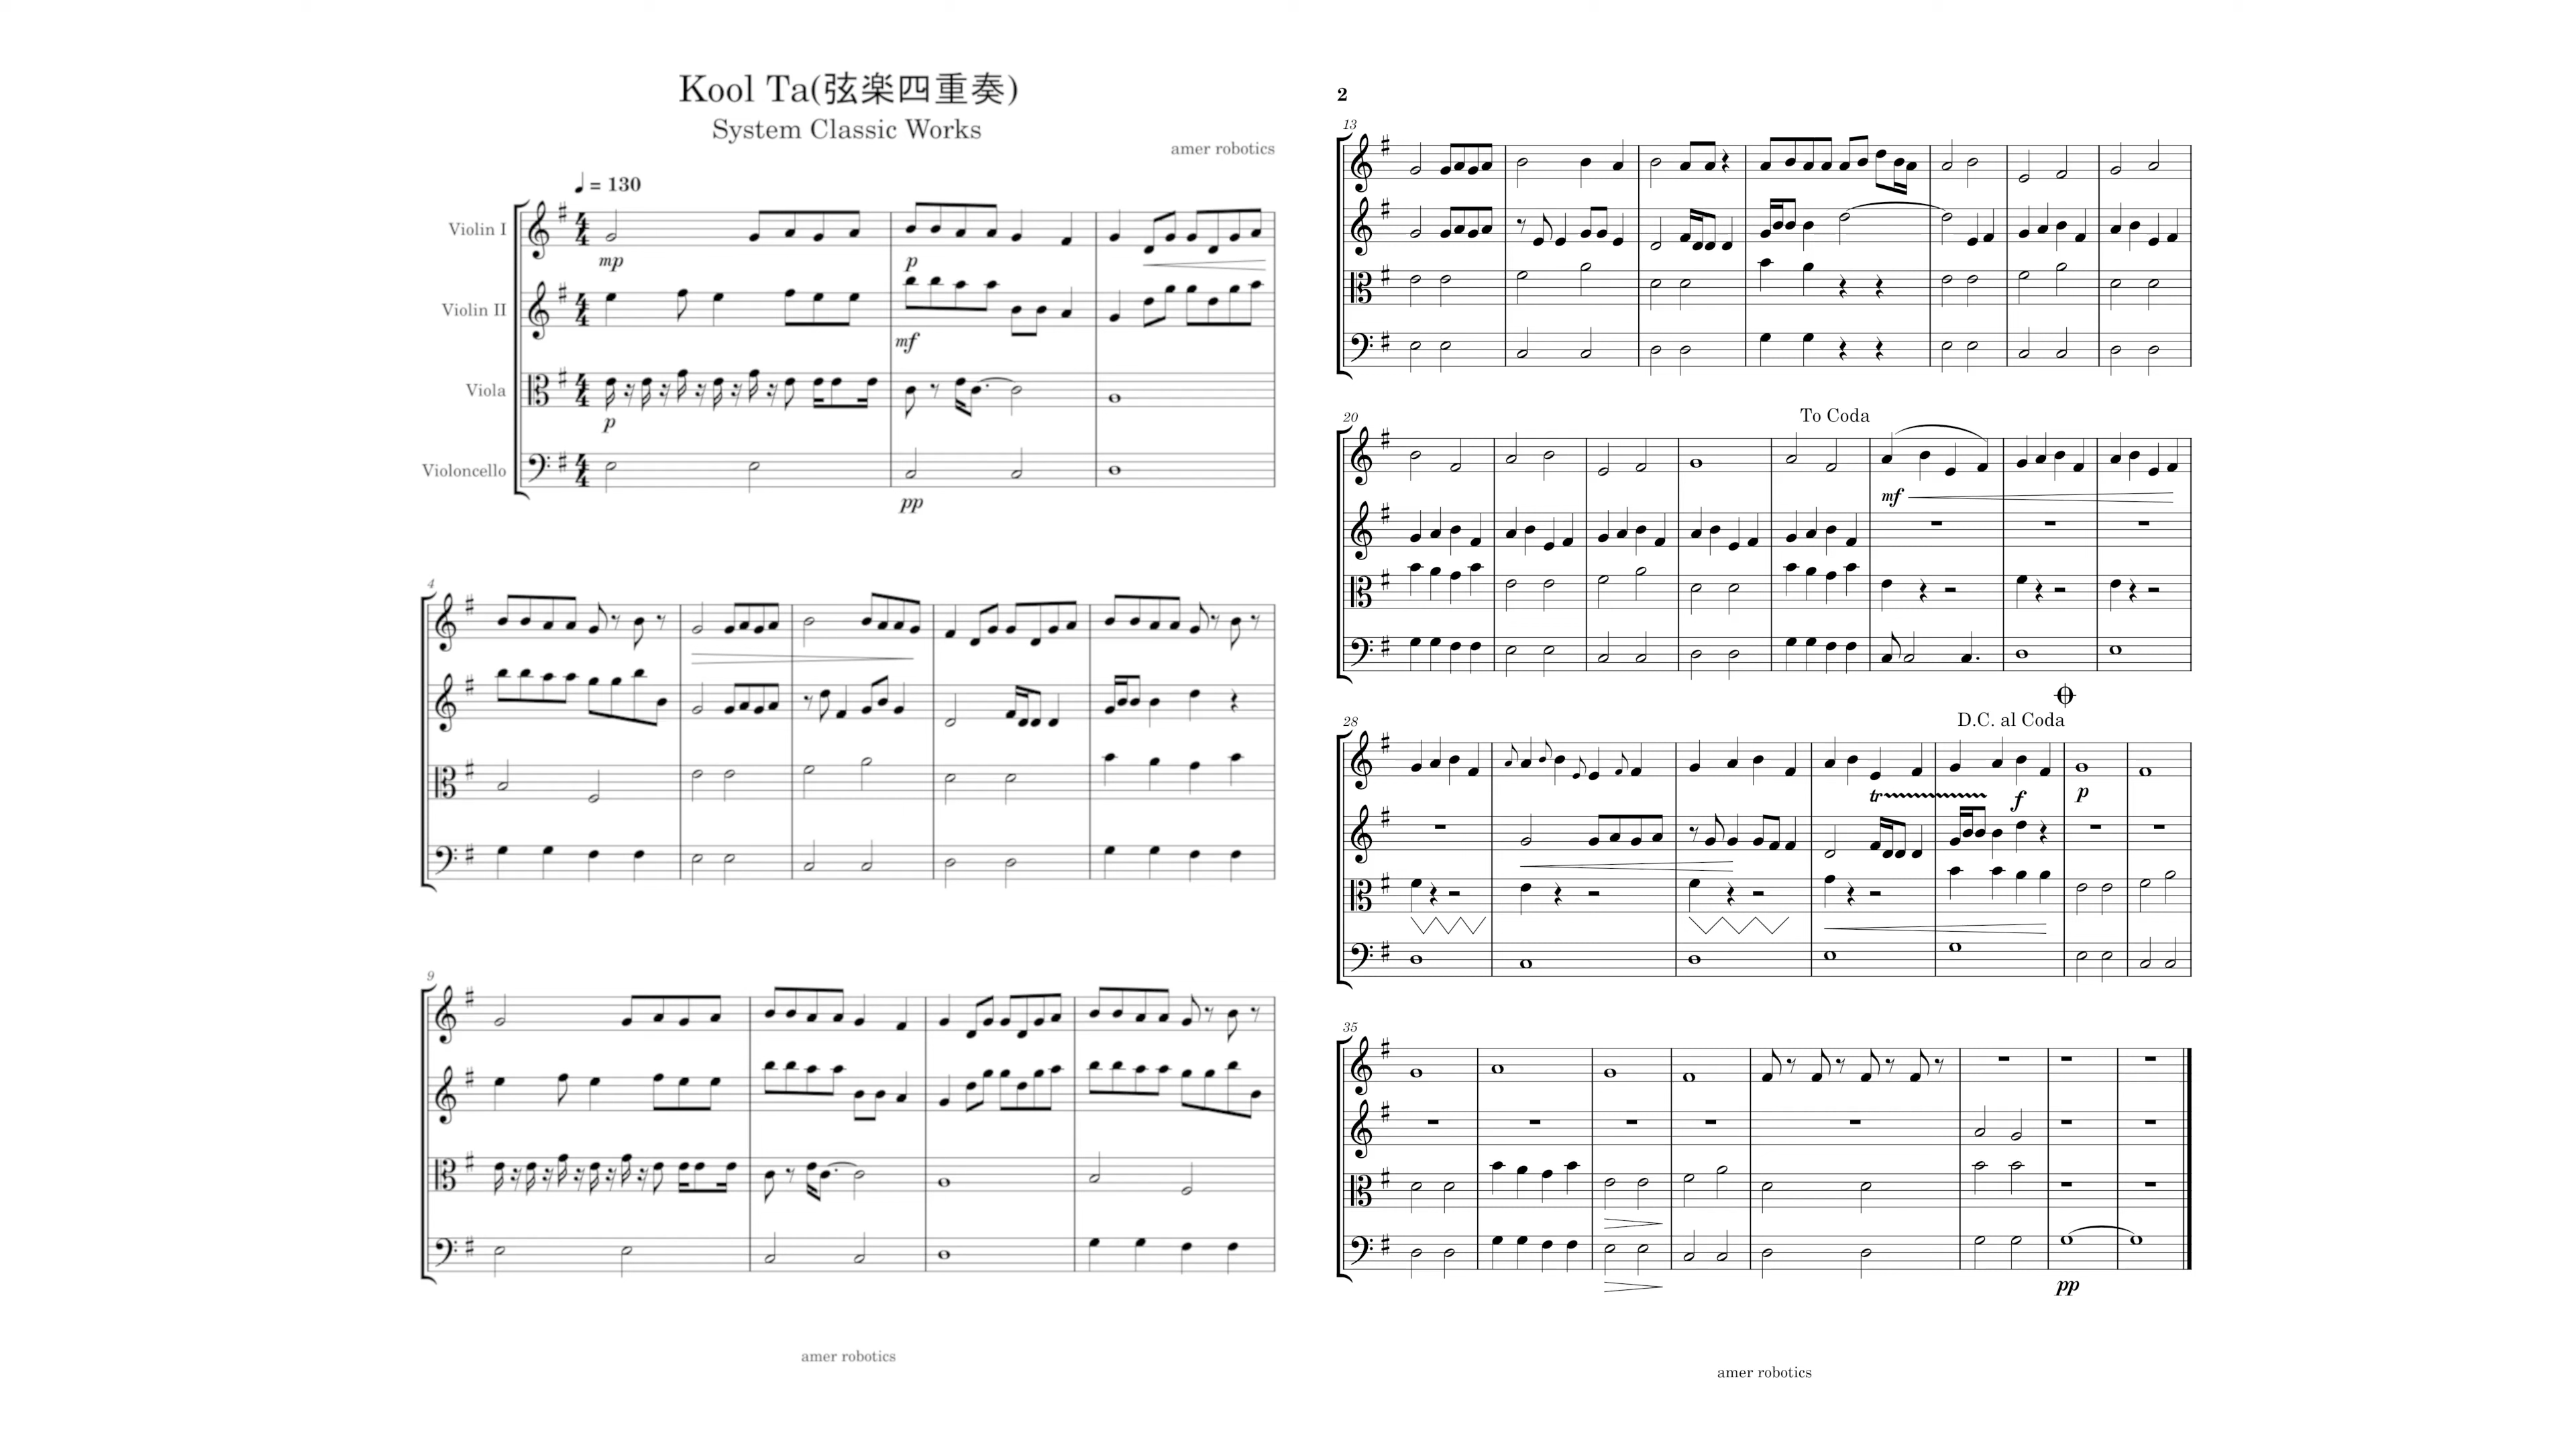 Kool Ta(弦楽四重奏)
System Classic Works
amer robotics
♩ = 130
Violin I
mp
p
Violin II
mf
Viola
p
Violoncello
pp
4
9
amer robotics
2
13
20
To Coda
mf
28
D.C. al Coda
tr
f
p
35
pp
amer robotics